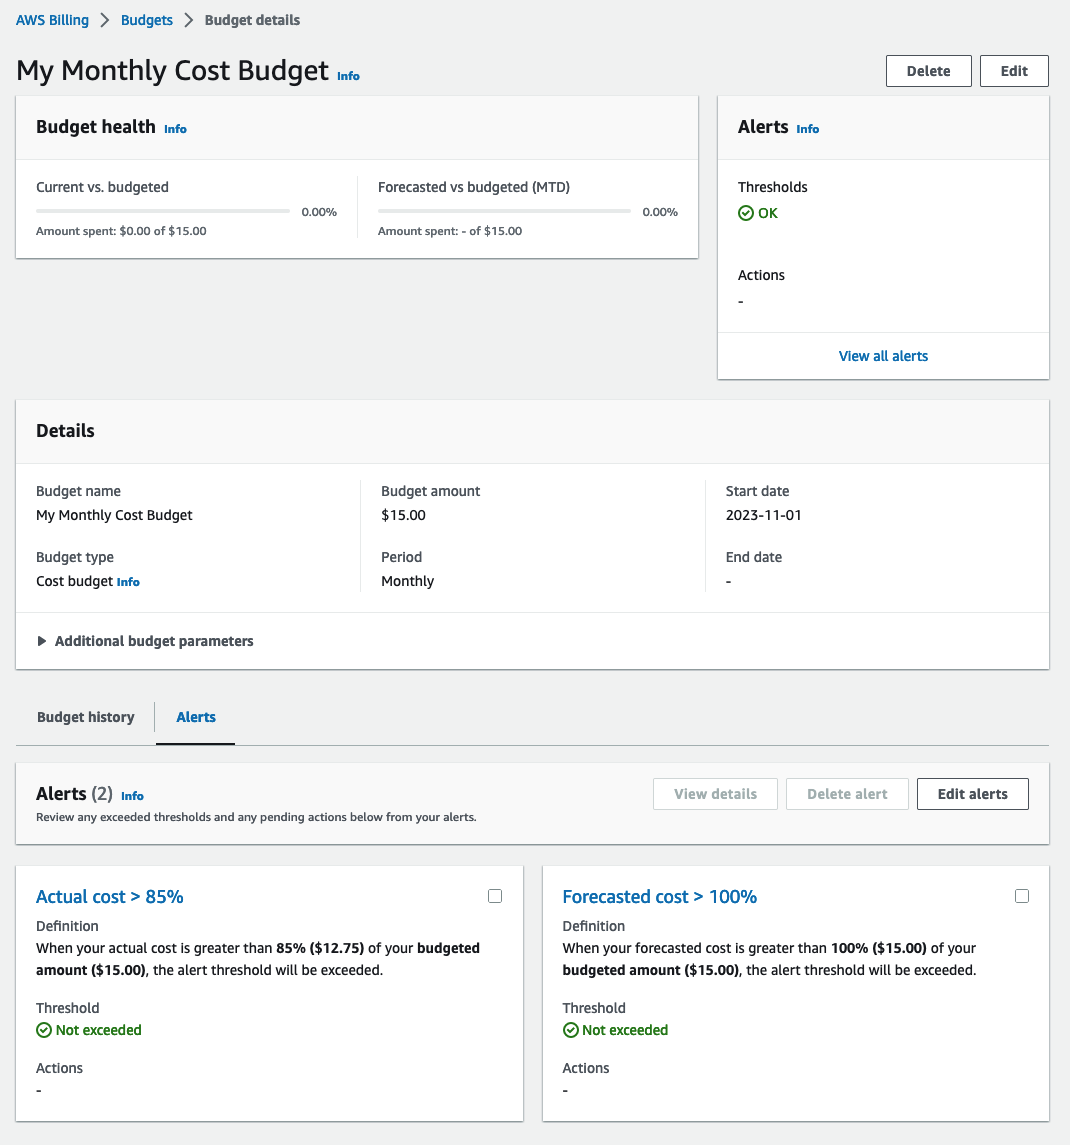 AWS Billing > Budgets > Budget details
My Monthly Cost Budget Info
Delete
Edit
Budget health Info
Current vs. budgeted
0.00%
Amount spent: $0.00 of $15.00
Forecasted vs budgeted (MTD)
0.00%
Amount spent: - of $15.00
Alerts Info
Thresholds
OK
Actions
-
View all alerts
Details
Budget name
My Monthly Cost Budget
Budget type
Cost budget Info
Budget amount
$15.00
Period
Monthly
Start date
2023-11-01
End date
-
Additional budget parameters
Budget history
Alerts
Alerts (2) Info
Review any exceeded thresholds and any pending actions below from your alerts.
View details
Delete alert
Edit alerts
Actual cost > 85%
Definition
When your actual cost is greater than 85% ($12.75) of your budgeted
amount ($15.00), the alert threshold will be exceeded.
Threshold
Not exceeded
Actions
-
Forecasted cost > 100%
Definition
When your forecasted cost is greater than 100% ($15.00) of your
budgeted amount ($15.00), the alert threshold will be exceeded.
Threshold
Not exceeded
Actions
-